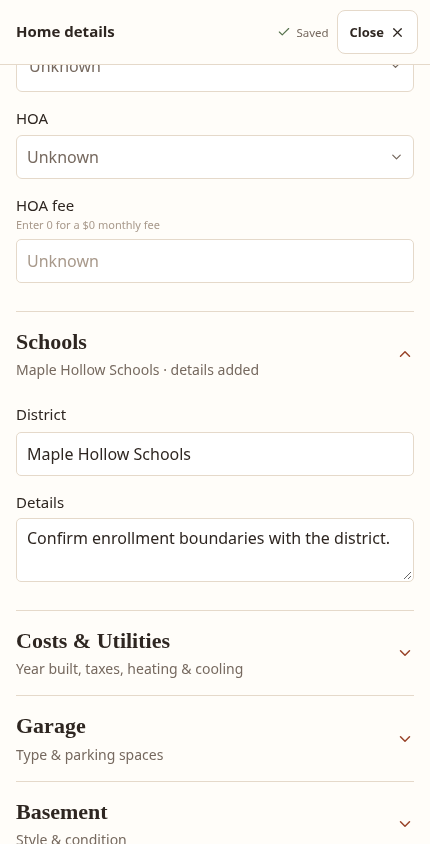 Home details
Saved
Close
Unknown
HOA
Unknown
HOA fee
Enter 0 for a $0 monthly fee
Unknown
Schools
Maple Hollow Schools · details added
District
Maple Hollow Schools
Details
Confirm enrollment boundaries with the district.
Costs & Utilities
Year built, taxes, heating & cooling
Garage
Type & parking spaces
Basement
Style & condition